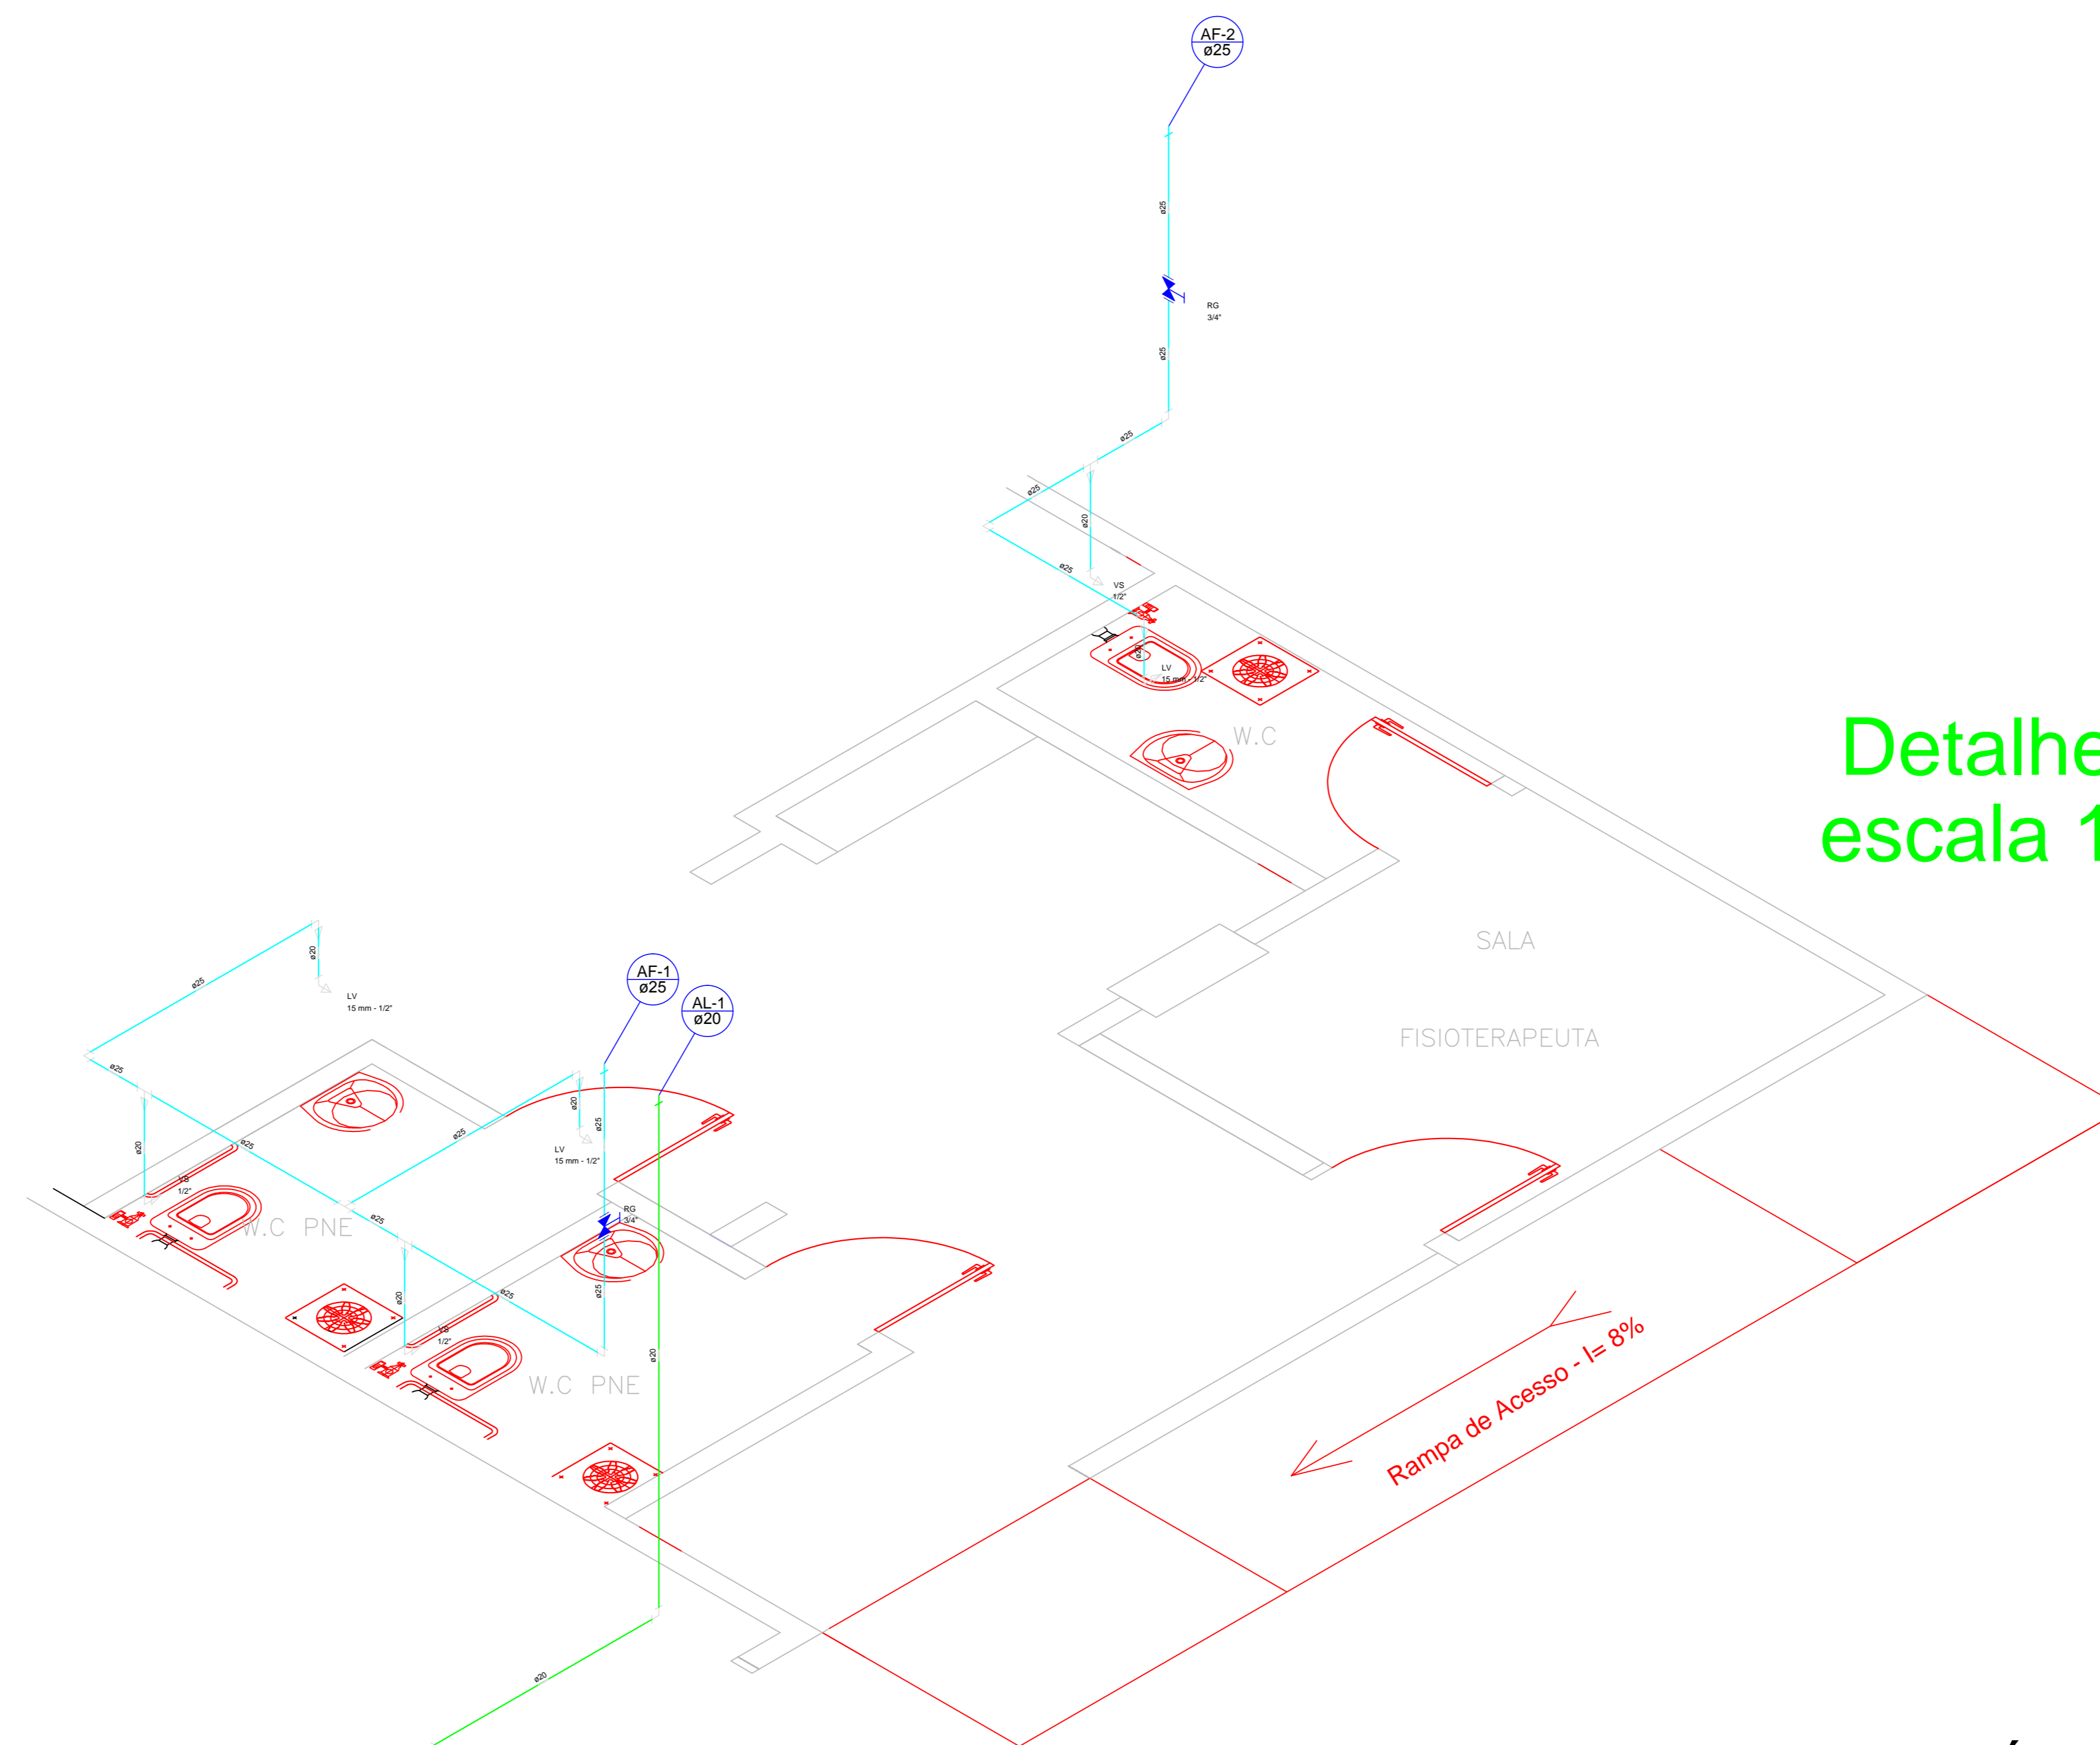 AF-2
ø25
ø25
RG
3/4"
ø25
ø25
ø25
ø20
ø25
VS
1/2"
ø20
LV
15 mm - 1/2"
W.C
Detalhe
escala 1
SALA
FISIOTERAPEUTA
AF-1
ø25
AL-1
ø20
ø20
ø25
LV
15 mm - 1/2"
ø25
ø20
ø25
ø25
ø20
ø25
LV
15 mm - 1/2"
VS
1/2"
W.C PNE
ø25
RG
3/4"
ø25
ø20
ø25
VS
1/2"
ø20
W.C PNE
Rampa de Acesso - I= 8%
ø20